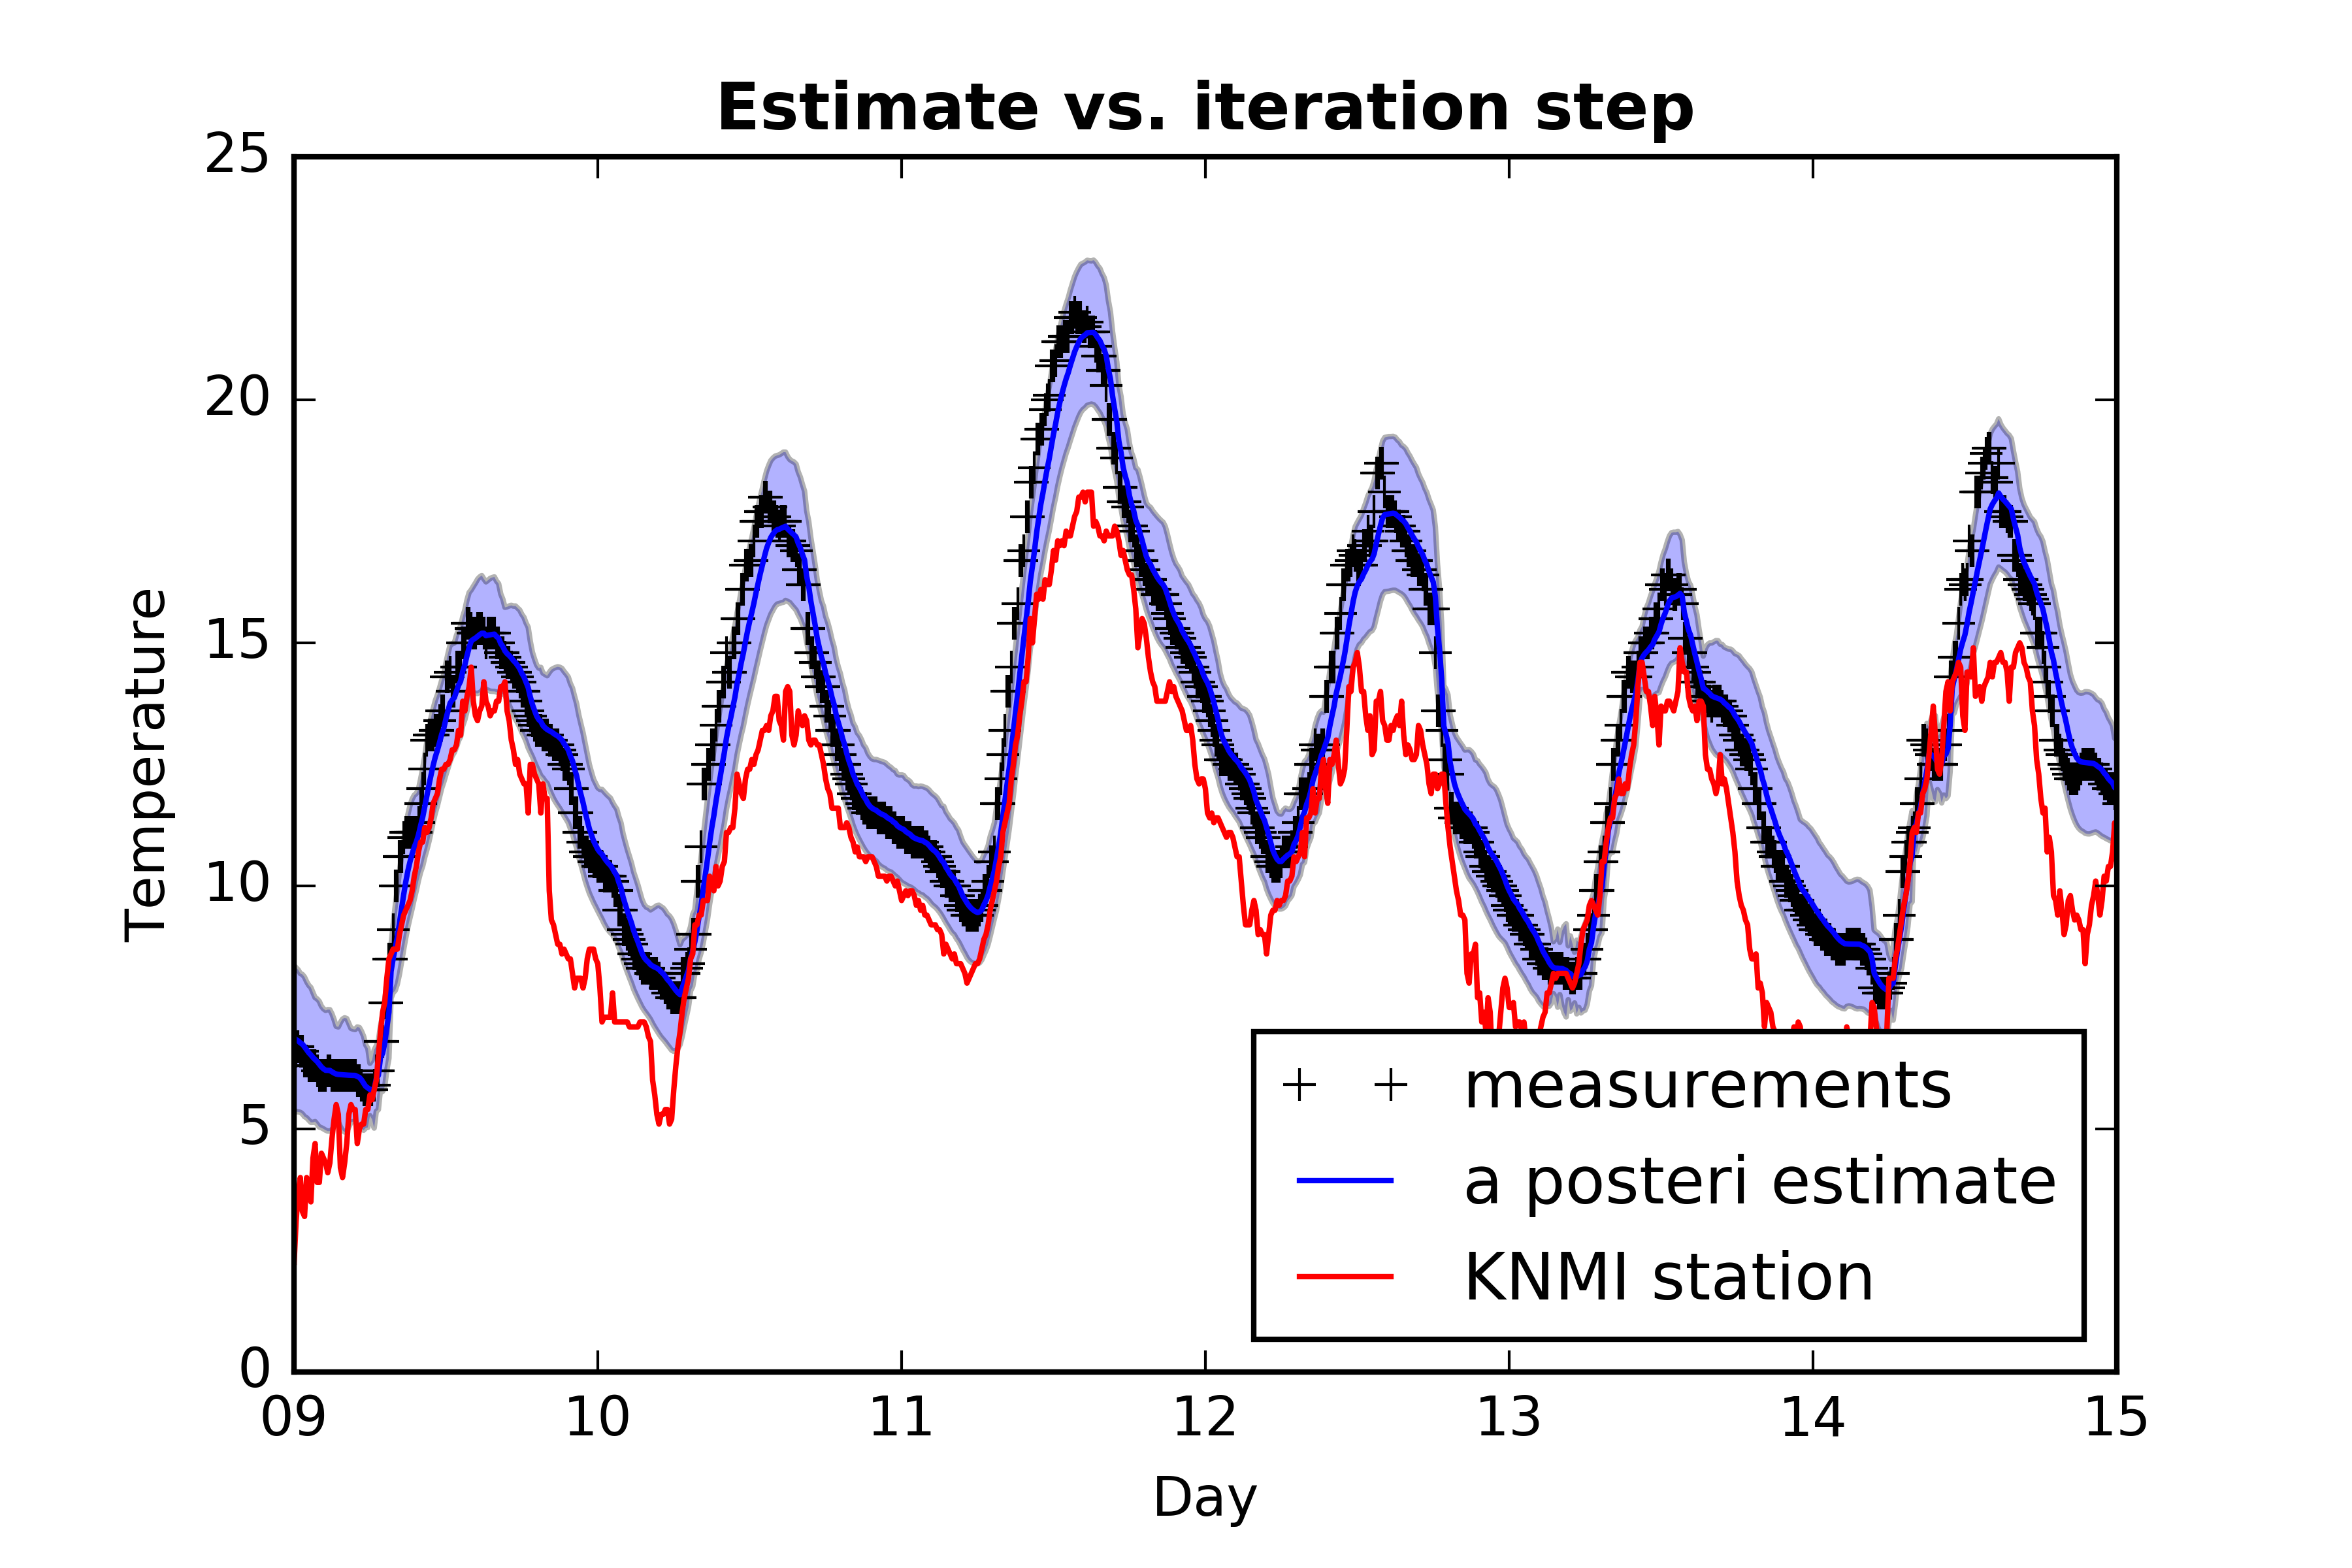 Estimate vs. iteration step
Temperature
25
20
15
10
5
0
09 10 11 12 13 14 15
Day
measurements
a posteri estimate
KNMI station